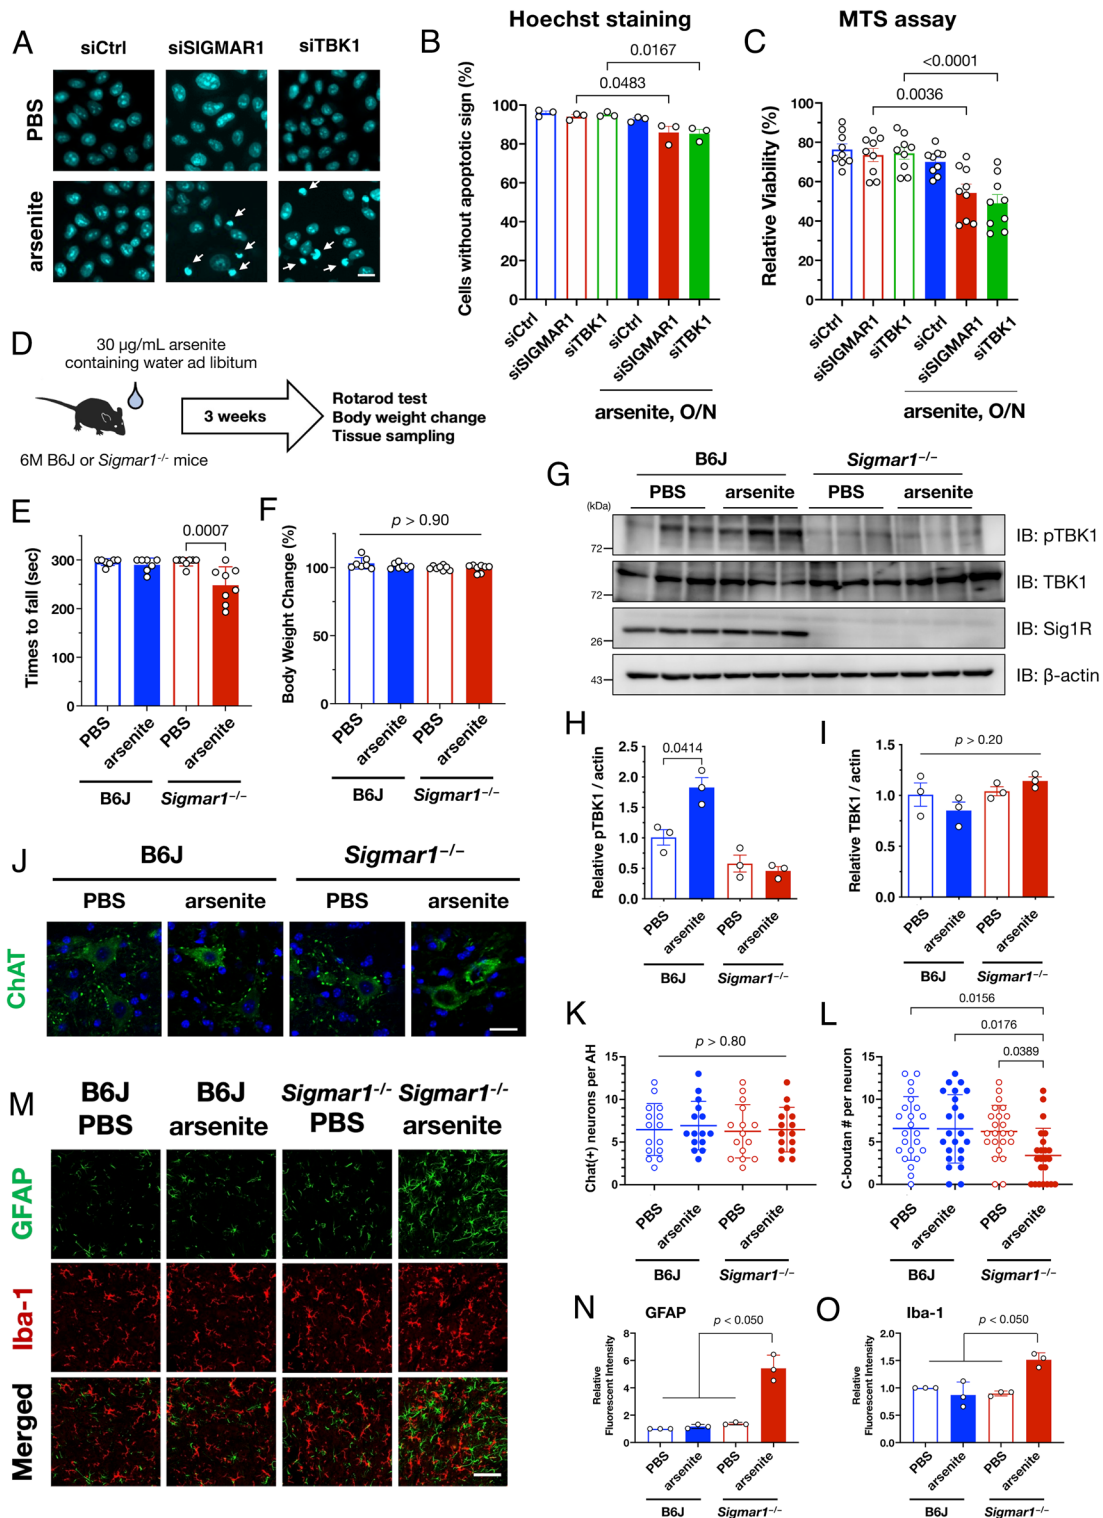 Hoechst staining
MTS assay
A
siCtrl
siSIGMAR1
siTBK1
PBS
arsenite
B
Cells without apoptotic sign (%)
100
80
60
40
20
0
0.0167
0.0483
siCtrl
siSIGMAR1
siTBK1
siCtrl
siSIGMAR1
siTBK1
arsenite, O/N
C
Relative Viability (%)
100
80
60
40
20
0
<0.0001
0.0036
siCtrl
siSIGMAR1
siTBK1
siCtrl
siSIGMAR1
siTBK1
arsenite, O/N
D
30 µg/mL arsenite
containing water ad libitum
3 weeks
Rotarod test
Body weight change
Tissue sampling
6M B6J or Sigmar1-/- mice
E
Times to fall (sec)
300
200
100
0
0.0007
PBS
arsenite
PBS
arsenite
B6J
Sigmar1-/-
F
Body Weight Change (%)
100
50
0
p > 0.90
PBS
arsenite
PBS
arsenite
B6J
Sigmar1-/-
G
B6J
Sigmar1-/-
PBS
arsenite
PBS
arsenite
(kDa)
72
IB: pTBK1
72
IB: TBK1
26
IB: Sig1R
43
IB: β-actin
H
Relative pTBK1 / actin
2.5
2.0
1.5
1.0
0.5
0.0
0.0414
PBS
arsenite
PBS
arsenite
B6J
Sigmar1-/-
I
Relative TBK1 / actin
1.5
1.0
0.5
0.0
p > 0.20
PBS
arsenite
PBS
arsenite
B6J
Sigmar1-/-
J
B6J
Sigmar1-/-
PBS
arsenite
PBS
arsenite
ChAT
K
Chat(+) neurons per AH
15
10
5
0
p > 0.80
PBS
arsenite
PBS
arsenite
B6J
Sigmar1-/-
L
C-boutan # per neuron
15
10
5
0
0.0156
0.0176
0.0389
PBS
arsenite
PBS
arsenite
B6J
Sigmar1-/-
M
B6J
PBS
B6J
arsenite
Sigmar1-/-
PBS
Sigmar1-/-
arsenite
GFAP
Iba-1
Merged
N
GFAP
Relative
Fluorescent Intensity
8
6
4
2
0
p < 0.050
PBS
arsenite
PBS
arsenite
B6J
Sigmar1-/-
O
Iba-1
Relative
Fluorescent Intensity
2.0
1.5
1.0
0.5
0.0
p < 0.050
PBS
arsenite
PBS
arsenite
B6J
Sigmar1-/-